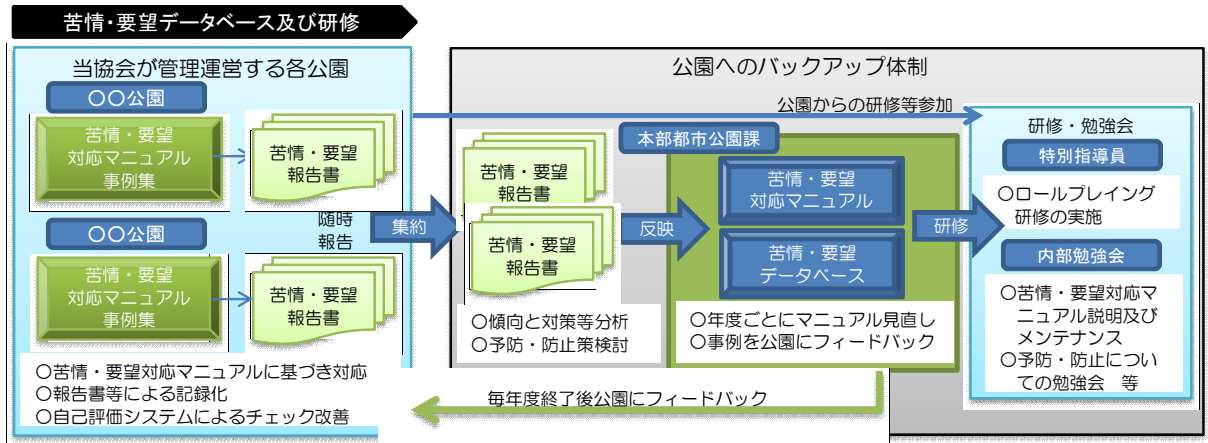 苦情・要望データベース及び研修
当協会が管理運営する各公園
〇〇公園
苦情・要望
対応マニュアル
事例集
苦情・要望
報告書
随時
報告
〇〇公園
苦情・要望
対応マニュアル
事例集
苦情・要望
報告書
〇苦情・要望対応マニュアルに基づき対応
〇報告書等による記録化
〇自己評価システムによるチェック改善
集約
公園へのバックアップ体制
公園からの研修等参加
苦情・要望
報告書
苦情・要望
報告書
〇傾向と対策等分析
〇予防・防止策検討
反映
本部都市公園課
苦情・要望
対応マニュアル
苦情・要望
データベース
〇年度ごとにマニュアル見直し
〇事例を公園にフィードバック
研修
研修・勉強会
特別指導員
〇ロールプレイング
研修の実施
内部勉強会
〇苦情・要望対応マ
ニュアル説明及び
メンテナンス
〇予防・防止につい
ての勉強会　等
毎年度終了後公園にフィードバック